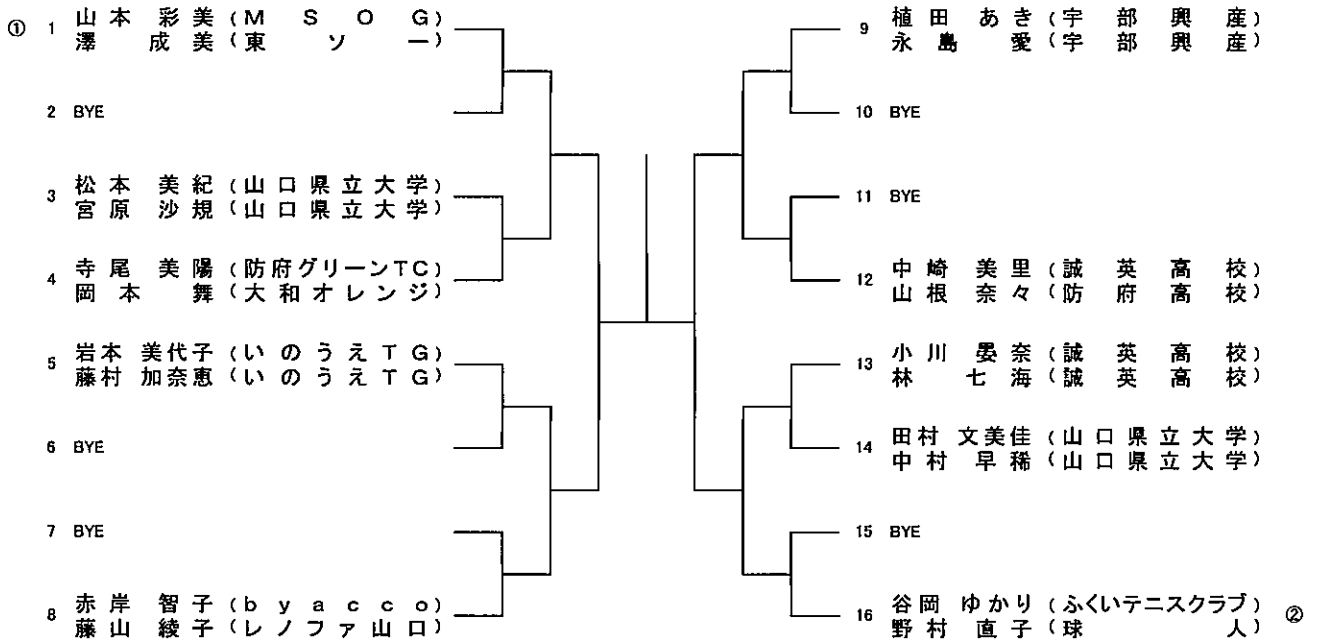 ① 1 山本 彩美 (MSOG)
澤 成美 (東ソー)
2 BYE
3 松本 美紀 (山口県立大学)
宮原 沙規 (山口県立大学)
4 寺尾 美陽 (防府グリーンTC)
岡本 舞 (大和オレンジ)
5 岩本 美代子 (いのうえTG)
藤村 加奈恵 (いのうえTG)
6 BYE
7 BYE
8 赤岸 智子 (byacco)
藤山 綾子 (レノファ山口)
9 植田 あき (宇部興産)
永島 愛 (宇部興産)
10 BYE
11 BYE
12 中崎 美里 (誠英高校)
山根 奈々 (防府高校)
13 小川 晏奈 (誠英高校)
林 七海 (誠英高校)
14 田村 文美佳 (山口県立大学)
中村 早稀 (山口県立大学)
15 BYE
16 谷岡 ゆかり (ふくいテニスクラブ) ②
野村 直子 (球人)